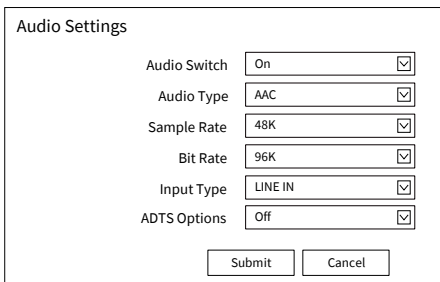 Audio Settings
Audio Switch On
Audio Type AAC
Sample Rate 48K
Bit Rate 96K
Input Type LINE IN
ADTS Options Off
Submit Cancel